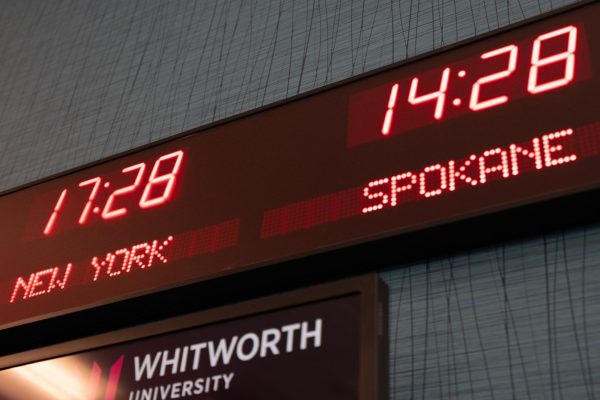 17:28
NEW YORK
14:28
SPOKANE
WHITWORTH
UNIVERSITY